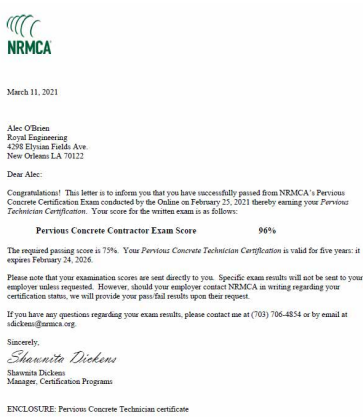 NRMCA
March 11, 2021
Alec O'Brien
Royal Engineering
4298 Elysian Fields Ave.
New Orleans LA 70122
Dear Alec:
Congratulations! This letter is to inform you that you have successfully passed from NRMCA's Pervious
Concrete Certification Exam conducted by the Online on February 25, 2021 thereby earning your Pervious
Technician Certification. Your score for the written exam is as follows:
Pervious Concrete Contractor Exam Score 96%
The required passing score is 75%. Your Pervious Concrete Technician Certification is valid for five years: it
expires February 24, 2026.
Please note that your examination scores are sent directly to you. Specific exam results will not be sent to your
employer unless requested. However, should your employer contact NRMCA in writing regarding your
certification status, we will provide your pass/fail results upon their request.
If you have any questions regarding your exam results, please contact me at (703) 706-4854 or by email at
sdickens@nrmca.org.
Sincerely,
Shawnita Dickens
Shawnita Dickens
Manager, Certification Programs
ENCLOSURE: Pervious Concrete Technician certificate